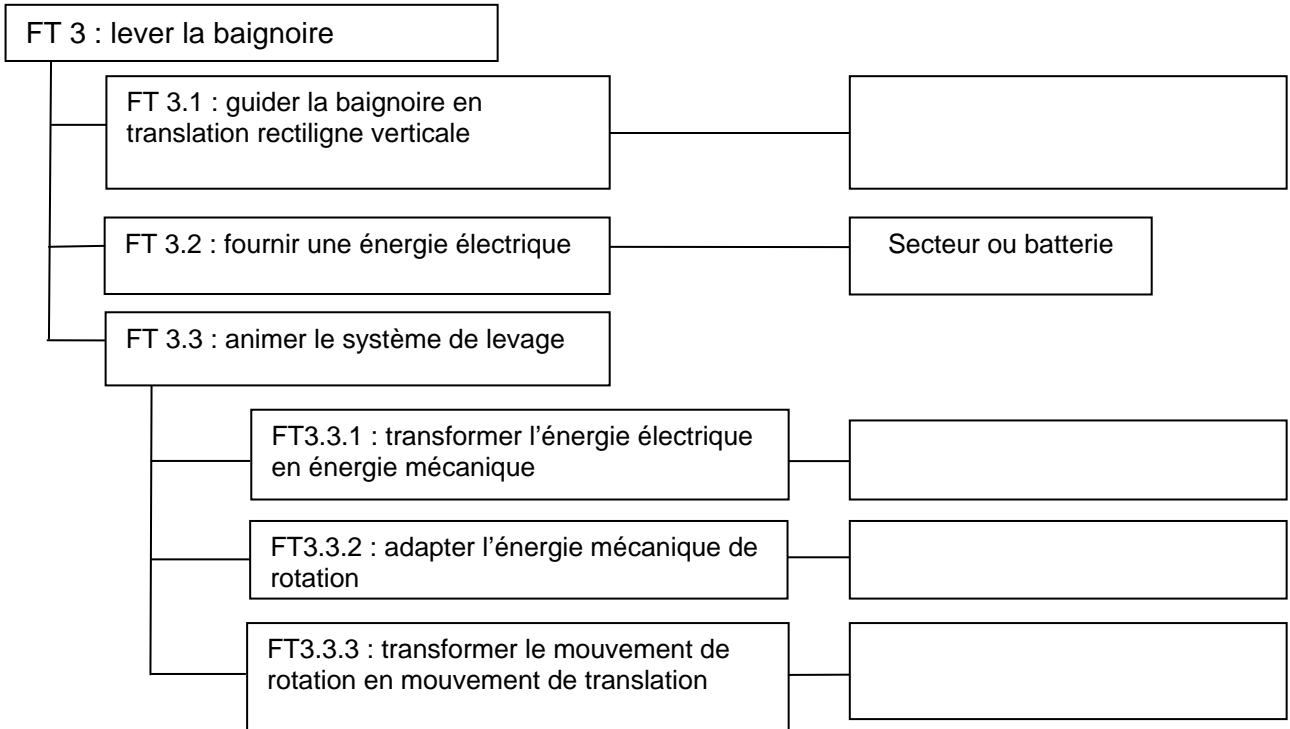 FT 3 : lever la baignoire
FT 3.1 : guider la baignoire en
translation rectiligne verticale
FT 3.2 : fournir une énergie électrique
Secteur ou batterie
FT 3.3 : animer le système de levage
FT3.3.1 : transformer l’énergie électrique
en énergie mécanique
FT3.3.2 : adapter l’énergie mécanique de
rotation
FT3.3.3 : transformer le mouvement de
rotation en mouvement de translation